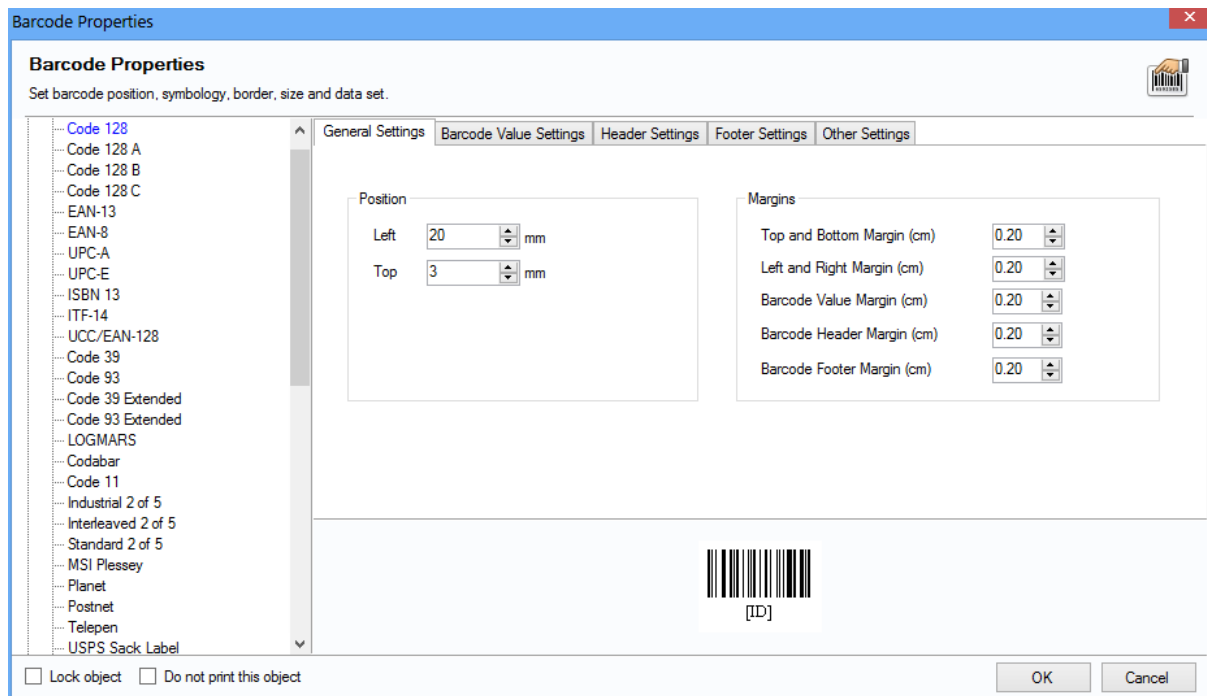 Barcode Properties
Barcode Properties
Set barcode position, symbology, border, size and data set.
Code 128
Code 128 A
Code 128 B
Code 128 C
EAN-13
EAN-8
UPC-A
UPC-E
ISBN 13
ITF-14
UCC/EAN-128
Code 39
Code 93
Code 39 Extended
Code 93 Extended
LOGMARS
Codabar
Code 11
Industrial 2 of 5
Interleaved 2 of 5
Standard 2 of 5
MSI Plessey
Planet
Postnet
Telepen
USPS Sack Label
General Settings Barcode Value Settings Header Settings Footer Settings Other Settings
Position
Left 20 mm
Top 3 mm
Margins
Top and Bottom Margin (cm) 0.20
Left and Right Margin (cm) 0.20
Barcode Value Margin (cm) 0.20
Barcode Header Margin (cm) 0.20
Barcode Footer Margin (cm) 0.20
[ID]
Lock object Do not print this object OK Cancel